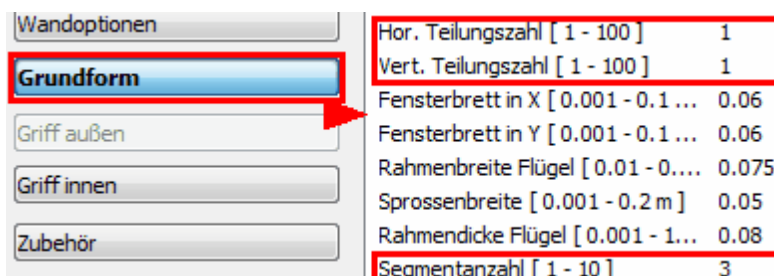 Wandoptionen
Grundform
Griff außen
Griff innen
Zubehör
Hor. Teilungszahl [ 1 - 100 ] 1
Vert. Teilungszahl [ 1 - 100 ] 1
Fensterbrett in X [ 0.001 - 0.1 ... 0.06
Fensterbrett in Y [ 0.001 - 0.1 ... 0.06
Rahmenbreite Flügel [ 0.01 - 0.... 0.075
Sprossenbreite [ 0.001 - 0.2 m ] 0.05
Rahmendicke Flügel [ 0.001 - 1... 0.08
Segmentanzahl [ 1 - 10 ] 3